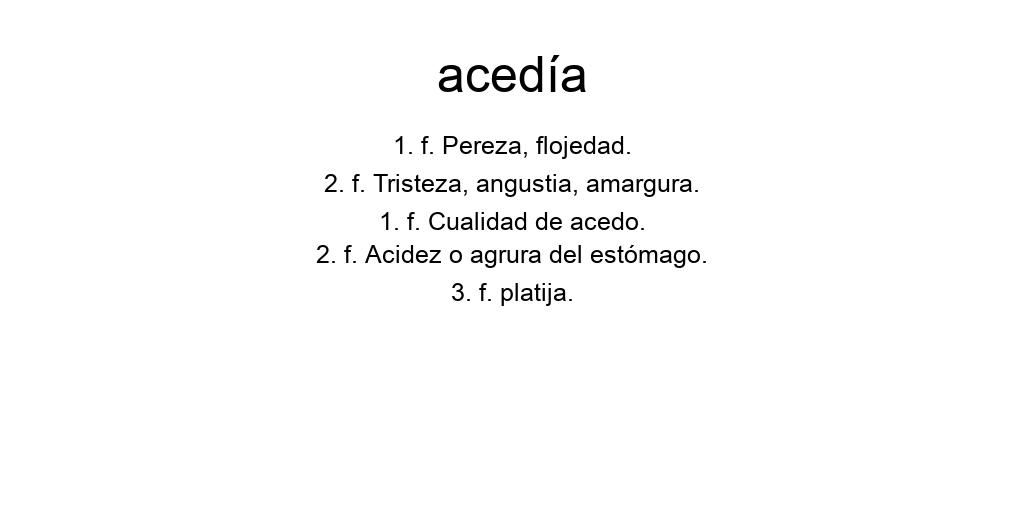 acedía
1. f. Pereza, flojedad.
2. f. Tristeza, angustia, amargura.
1. f. Cualidad de acedo.
2. f. Acidez o agrura del estómago.
3. f. platija.